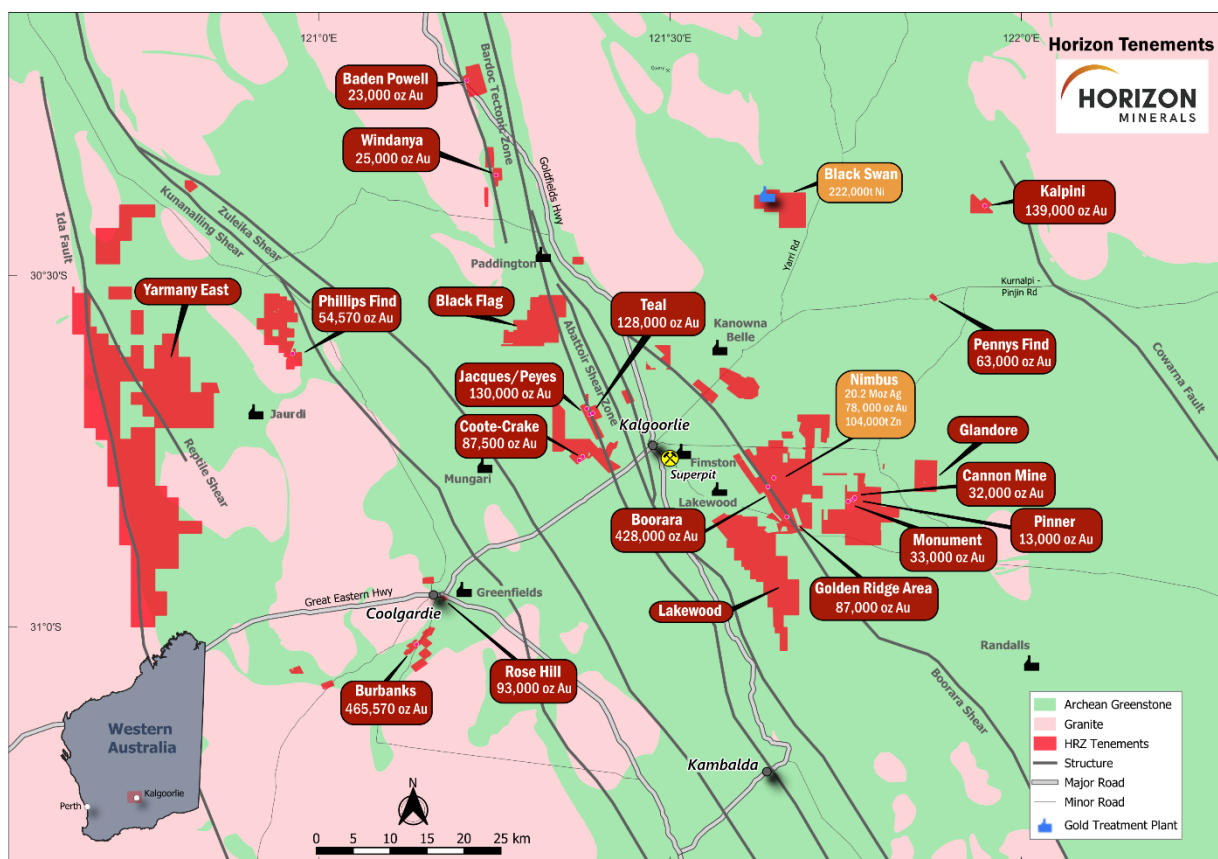 121°0'E
121°30'E
122°0'E
Horizon Tenements
HORIZON
MINERALS
Baden Powell
23,000 oz Au
Windanya
25,000 oz Au
Bardoc Tectonic Zone
Goldfields Hwy
Black Swan
222,000t Ni
Kalpini
139,000 oz Au
Ida Fault
Kunanalling Shear
Zuleika Shear
Paddington
Yarri Rd
30°30'S
Kurnalpi -
Pinjin Rd
Yarmany East
Phillips Find
54,570 oz Au
Black Flag
Teal
128,000 oz Au
Kanowna
Belle
Pennys Find
63,000 oz Au
Abattoir Shear Zone
Cowarna Fault
Jacques/Peyes
130,000 oz Au
Nimbus
20.2 Moz Ag
78, 000 oz Au
104,000t Zn
Jaurdi
Coote-Crake
87,500 oz Au
Kalgoorlie
Glandore
Reptile Shear
Mungari
Fimston
Superpit
Lakewood
Cannon Mine
32,000 oz Au
Boorara
428,000 oz Au
Pinner
13,000 oz Au
Monument
33,000 oz Au
Golden Ridge Area
87,000 oz Au
Great Eastern Hwy
Greenfields
Coolgardie
Lakewood
31°0'S
Randalls
Rose Hill
93,000 oz Au
Burbanks
465,570 oz Au
Boorara Shear
Western
Australia
Perth
Kalgoorlie
Kambalda
N
0 5 10 15 20 25 km
Archean Greenstone
Granite
HRZ Tenements
Structure
Major Road
Minor Road
Gold Treatment Plant